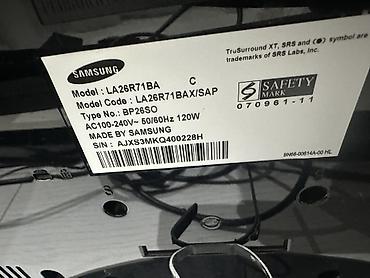 SAMSUNG
TruSurround XT, SRS and (●) symbol are
trademarks of SRS Labs, Inc.
Model : LA26R71BA C
Model Code : LA26R71BAX/SAP
Type No.: BP26SO
AC100-240V~ 50/60Hz 120W
MADE BY SAMSUNG
S/N : AJXS3MKQ400228H
S SAFETY
MARK
070961-11
BN68-00614A-00 HL